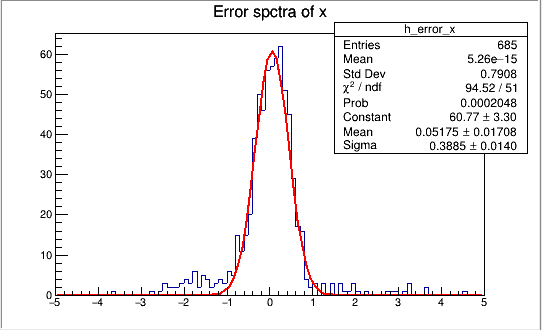 Error spctra of x
h_error_x
Entries 685
Mean 5.26e−15
Std Dev 0.7908
χ² / ndf 94.52 / 51
Prob 0.0002048
Constant 60.77 ± 3.30
Mean 0.05175 ± 0.01708
Sigma 0.3885 ± 0.0140
60
50
40
30
20
10
0
−5 −4 −3 −2 −1 0 1 2 3 4 5